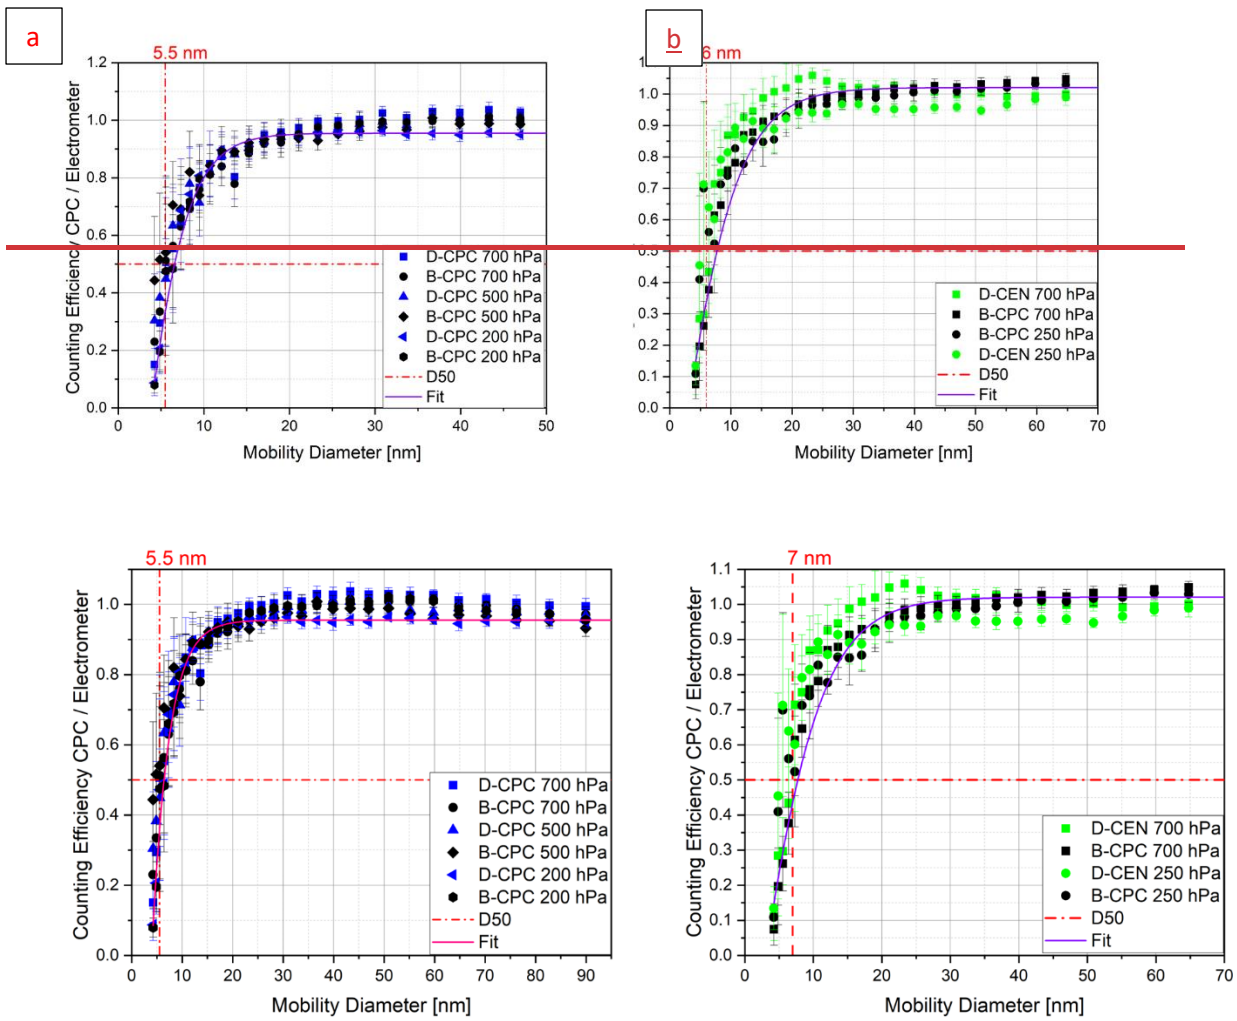 a
5.5 nm
Counting Efficiency / CPC / Electrometer
1.2
1.0
0.8
0.6
0.4
0.2
0.0
D-CPC 700 hPa
B-CPC 700 hPa
D-CPC 500 hPa
B-CPC 500 hPa
D-CPC 200 hPa
B-CPC 200 hPa
D50
Fit
0 10 20 30 40 50
Mobility Diameter [nm]
b
6 nm
1.0
0.9
0.8
0.7
0.6
0.5
0.4
0.3
0.2
0.1
0.0
D-CEN 700 hPa
B-CPC 700 hPa
B-CPC 250 hPa
D-CEN 250 hPa
D50
Fit
0 10 20 30 40 50 60 70
Mobility Diameter [nm]
5.5 nm
Counting Efficiency CPC / Electrometer
1.0
0.8
0.6
0.4
0.2
0.0
D-CPC 700 hPa
B-CPC 700 hPa
D-CPC 500 hPa
B-CPC 500 hPa
D-CPC 200 hPa
B-CPC 200 hPa
D50
Fit
0 10 20 30 40 50 60 70 80 90
Mobility Diameter [nm]
7 nm
Counting Efficiency CPC / Electrometer
1.1
1.0
0.9
0.8
0.7
0.6
0.5
0.4
0.3
0.2
0.1
0.0
D-CEN 700 hPa
B-CPC 700 hPa
D-CEN 250 hPa
B-CPC 250 hPa
D50
Fit
0 10 20 30 40 50 60 70
Mobility Diameter [nm]